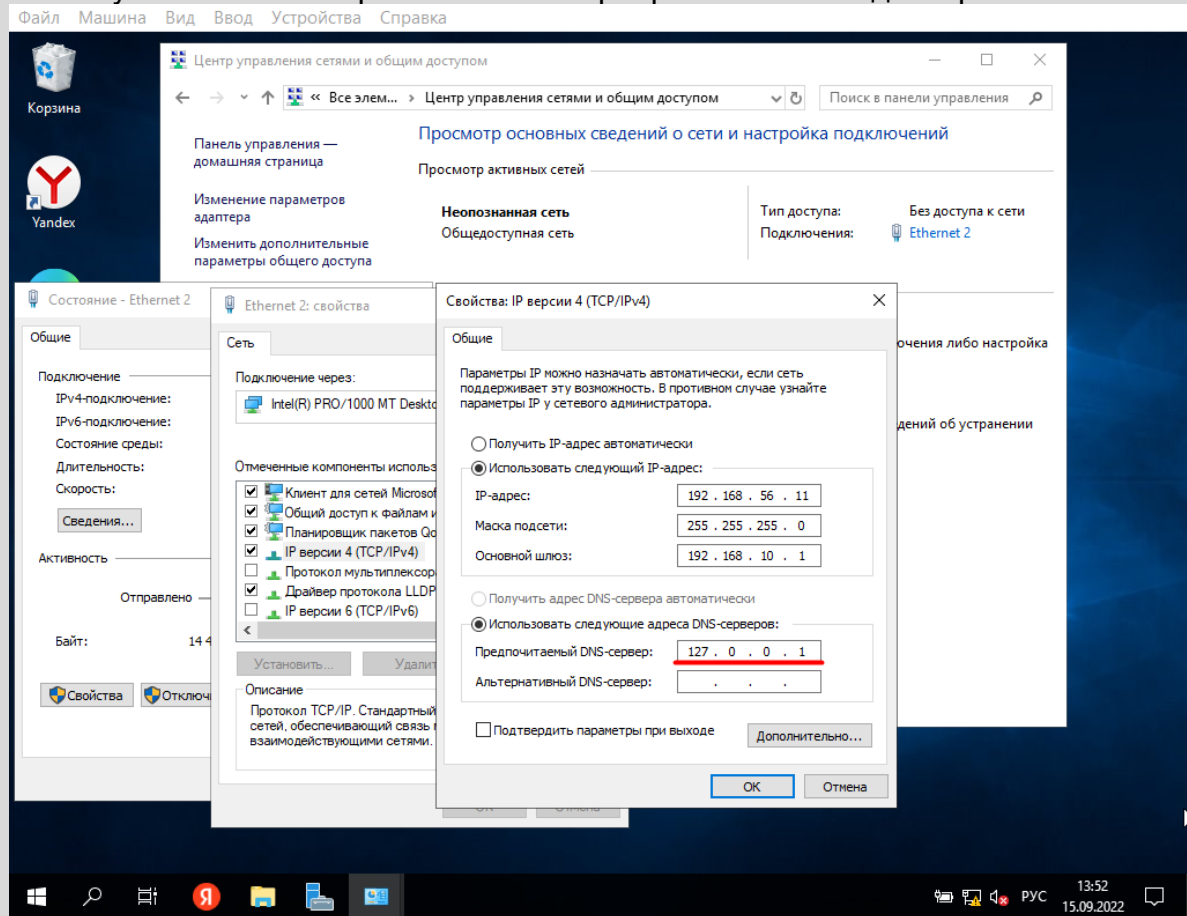 Файл Машина Вид Ввод Устройства Справка
Корзина
Yandex
Центр управления сетями и общим доступом
« Все элем... › Центр управления сетями и общим доступом
Поиск в панели управления
Панель управления —
домашняя страница
Изменение параметров
адаптера
Изменить дополнительные
параметры общего доступа
Просмотр основных сведений о сети и настройка подключений
Просмотр активных сетей
Неопознанная сеть
Общедоступная сеть
Тип доступа: Без доступа к сети
Подключения: Ethernet 2
очения либо настройка
дений об устранении
Состояние - Ethernet 2
Общие
Подключение
IPv4-подключение:
IPv6-подключение:
Состояние среды:
Длительность:
Скорость:
Сведения...
Активность
Отправлено —
Байт: 14 4
Свойства
Отключ
Ethernet 2: свойства
Сеть
Подключение через:
Intel(R) PRO/1000 MT Deskto
Отмеченные компоненты использ
Клиент для сетей Microsof
Общий доступ к файлам и
Планировщик пакетов Qo
IP версии 4 (TCP/IPv4)
Протокол мультиплексор
Драйвер протокола LLDP
IP версии 6 (TCP/IPv6)
Установить...
Удалит
Описание
Протокол TCP/IP. Стандартный
сетей, обеспечивающий связь
взаимодействующими сетями.
Свойства: IP версии 4 (TCP/IPv4)
Общие
Параметры IP можно назначать автоматически, если сеть
поддерживает эту возможность. В противном случае узнайте
параметры IP у сетевого администратора.
Получить IP-адрес автоматически
Использовать следующий IP-адрес:
IP-адрес: 192 . 168 . 56 . 11
Маска подсети: 255 . 255 . 255 . 0
Основной шлюз: 192 . 168 . 10 . 1
Получить адрес DNS-сервера автоматически
Использовать следующие адреса DNS-серверов:
Предпочитаемый DNS-сервер: 127 . 0 . 0 . 1
Альтернативный DNS-сервер: . . .
Подтвердить параметры при выходе
Дополнительно...
ОК
Отмена
Я
РУС
13:52
15.09.2022